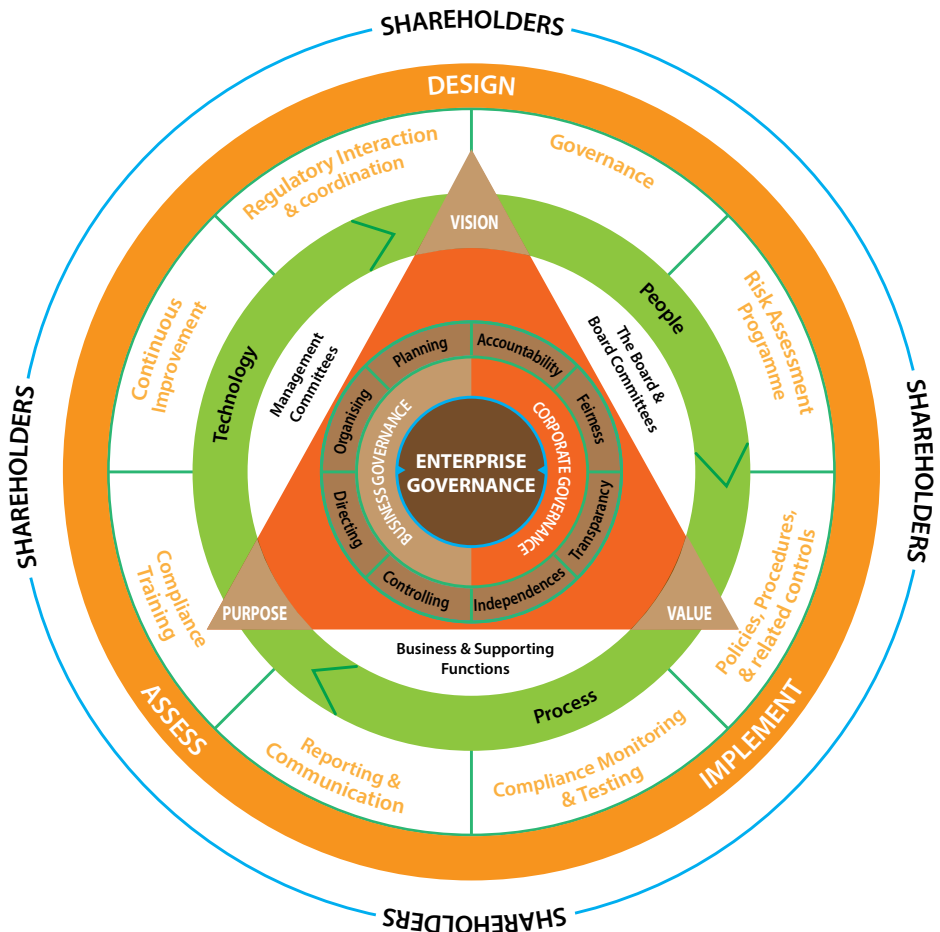 SHAREHOLDERS
DESIGN
Regulatory Interaction
& coordination
Governance
VISION
People
Risk Assessment
Programme
The Board &
Board Committees
Continuous
Improvement
Technology
Management
Committees
Planning
Accountability
Organising
Feirness
BUSINESS GOVERNANCE
CORPORATE GOVERNANCE
ENTERPRISE
GOVERNANCE
SHAREHOLDERS
SHAREHOLDERS
Directing
Transparancy
Controlling
Independences
Compliance
Training
PURPOSE
VALUE
Policies, Procedures,
& related controls
Business & Supporting
Functions
Process
ASSESS
IMPLEMENT
Reporting &
Communication
Compliance Monitoring
& Testing
SHAREHOLDERS